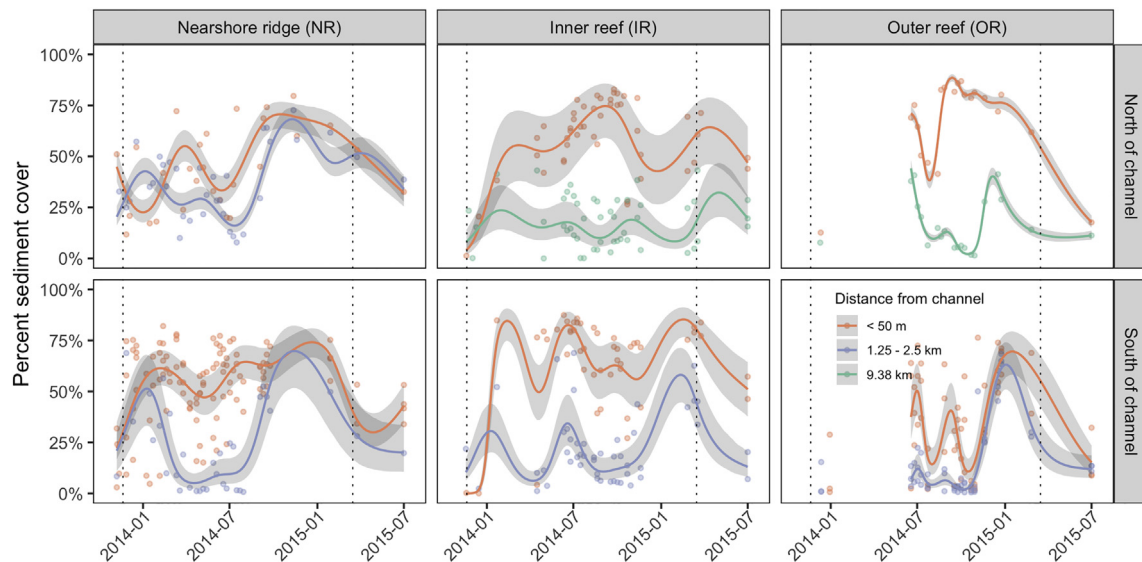 Nearshore ridge (NR)
Inner reef (IR)
Outer reef (OR)
Percent sediment cover
100%
75%
50%
25%
0%
North of channel
100%
75%
50%
25%
0%
Distance from channel
< 50 m
1.25 - 2.5 km
9.38 km
South of channel
2014-01
2014-07
2015-01
2015-07
2014-01
2014-07
2015-01
2015-07
2014-01
2014-07
2015-01
2015-07